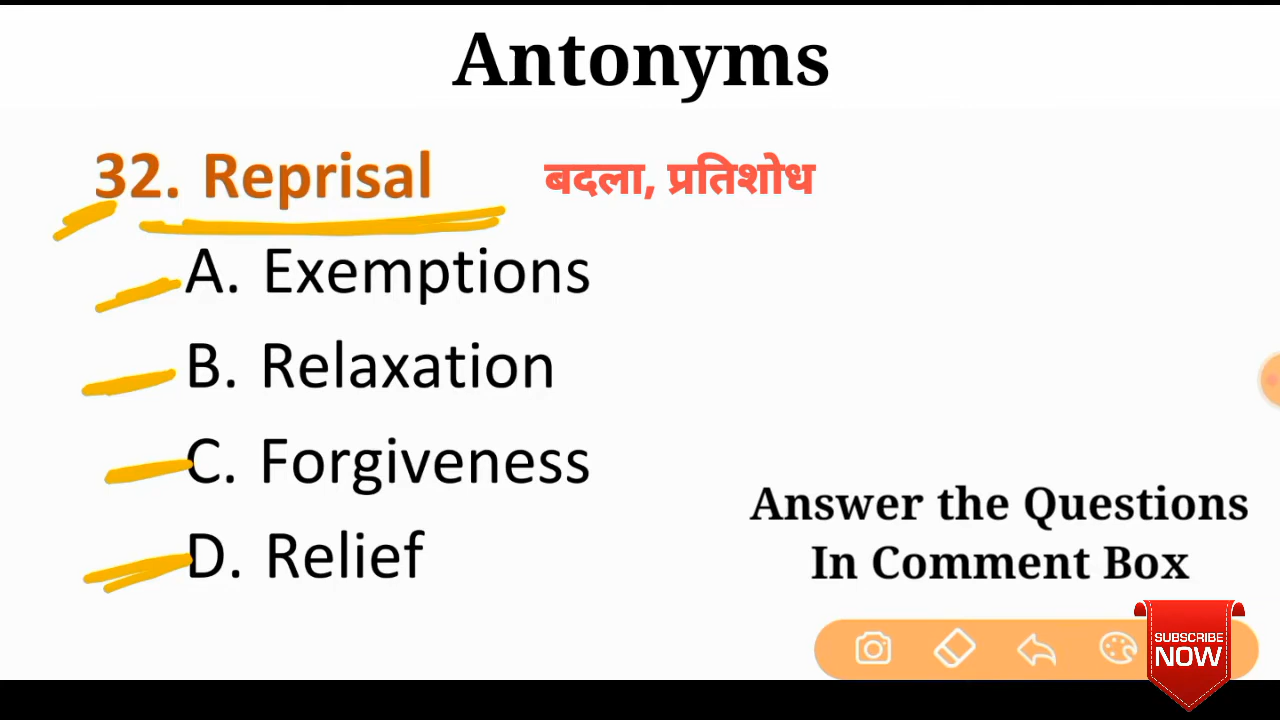 Antonyms
32. Reprisal बदला, प्रतिशोध
A. Exemptions
B. Relaxation
C. Forgiveness
D. Relief
Answer the Questions
In Comment Box
SUBSCRIBE
NOW